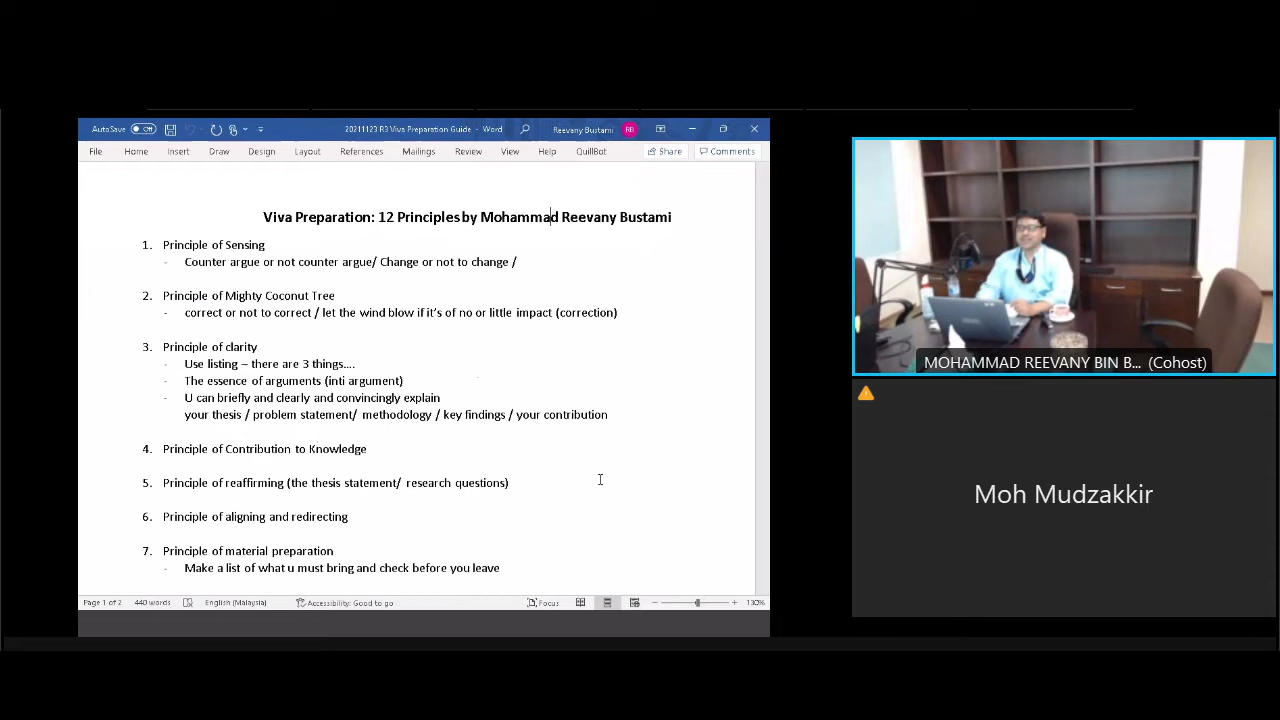 AutoSave Off
20211123 R3 Viva Preparation Guide - Word
Reevany Bustami RB
File Home Insert Draw Design Layout References Mailings Review View Help QuillBot Share Comments
Viva Preparation: 12 Principles by Mohammad Reevany Bustami
1. Principle of Sensing
- Counter argue or not counter argue/ Change or not to change /
2. Principle of Mighty Coconut Tree
- correct or not to correct / let the wind blow if it's of no or little impact (correction)
3. Principle of clarity
- Use listing – there are 3 things....
- The essence of arguments (inti argument)
- U can briefly and clearly and convincingly explain
your thesis / problem statement/ methodology / key findings / your contribution
4. Principle of Contribution to Knowledge
5. Principle of reaffirming (the thesis statement/ research questions)
6. Principle of aligning and redirecting
7. Principle of material preparation
- Make a list of what u must bring and check before you leave
Page 1 of 2 440 words English (Malaysia) Accessibility: Good to go Focus 130%
MOHAMMAD REEVANY BIN B... (Cohost)
Moh Mudzakkir